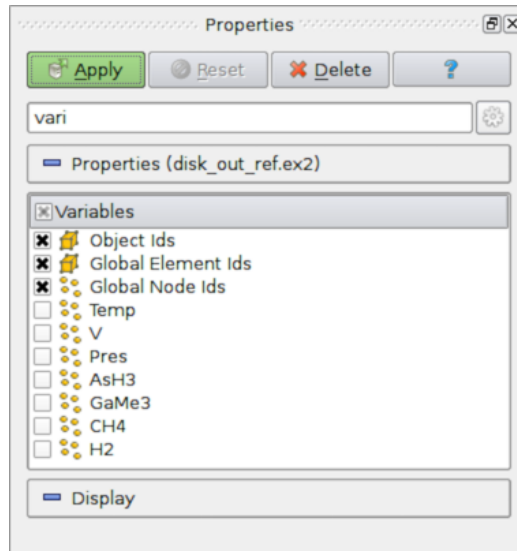 Properties
Apply Reset Delete ?
vari
Properties (disk_out_ref.ex2)
Variables
Object Ids
Global Element Ids
Global Node Ids
Temp
V
Pres
AsH3
GaMe3
CH4
H2
Display